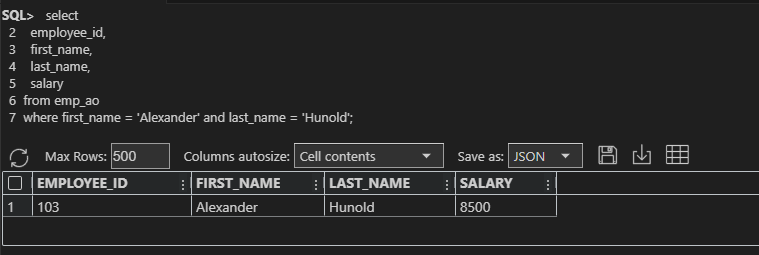 SQL> select
2 employee_id,
3 first_name,
4 last_name,
5 salary
6 from emp_ao
7 where first_name = 'Alexander' and last_name = 'Hunold';
Max Rows: 500 Columns autosize: Cell contents Save as: JSON
EMPLOYEE_ID FIRST_NAME LAST_NAME SALARY
1 103 Alexander Hunold 8500